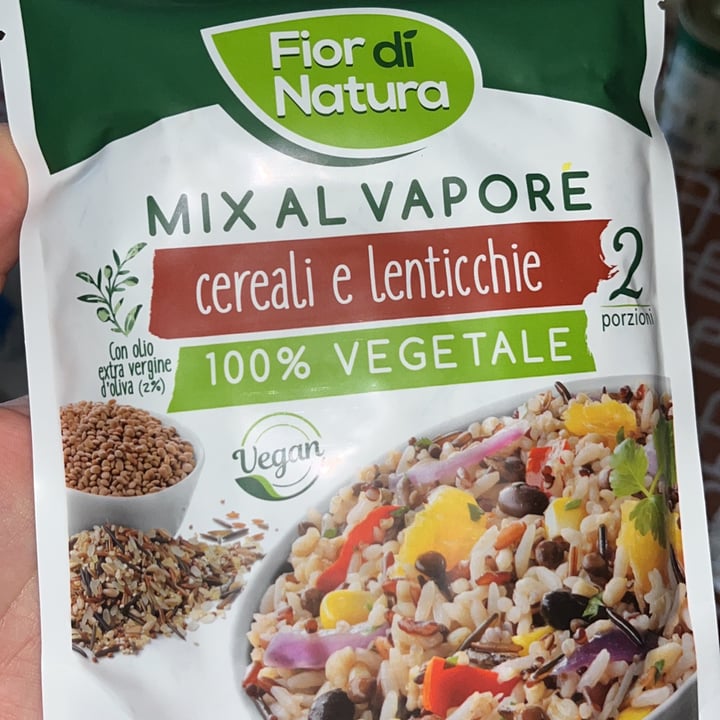 Fior di
Natura
MIX AL VAPORE
cereali e lenticchie
2
porzioni
100% VEGETALE
Con olio
extra vergine
d'oliva (2%)
Vegan